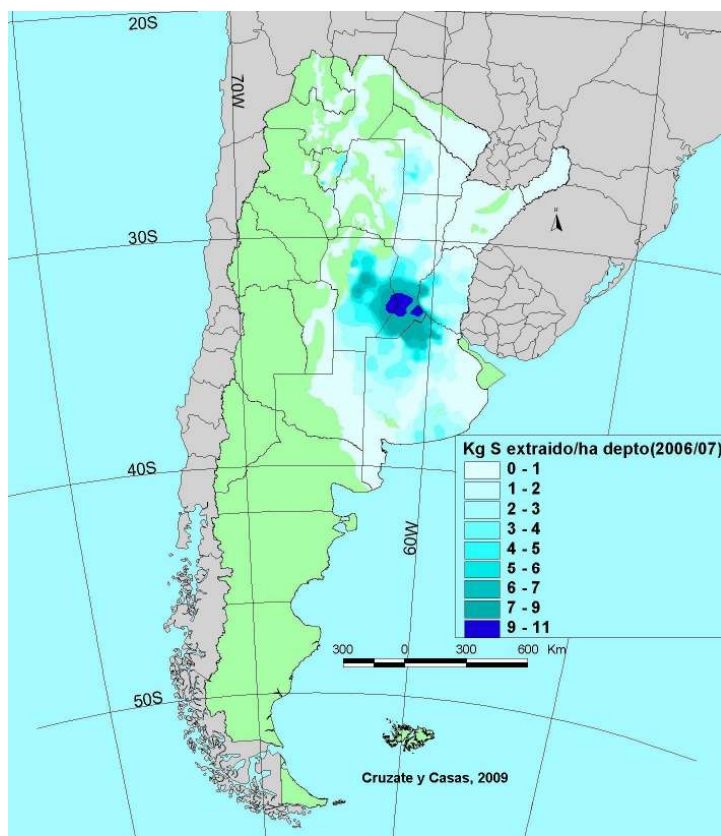 20S
70W
30S
Kg S extraido/ha depto(2006/07)
0 - 1
1 - 2
2 - 3
3 - 4
4 - 5
5 - 6
6 - 7
7 - 9
9 - 11
40S
60W
300 0 300 600 Km
50S
Cruzate y Casas, 2009